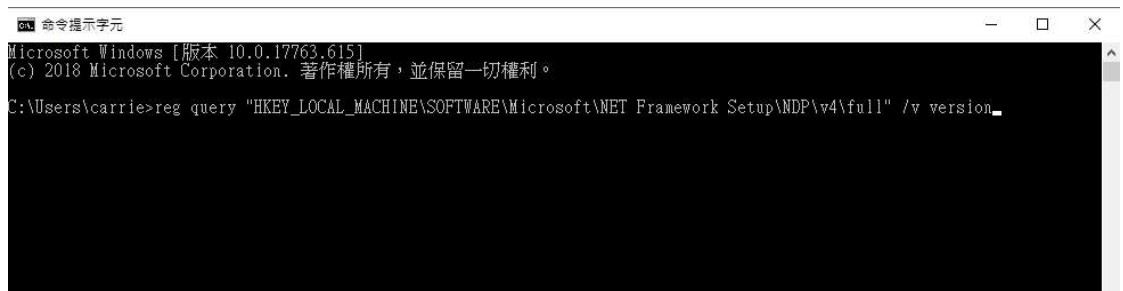 命令提示字元
Microsoft Windows [版本 10.0.17763.615]
(c) 2018 Microsoft Corporation. 著作權所有，並保留一切權利。
C:\Users\carrie>reg query "HKEY_LOCAL_MACHINE\SOFTWARE\Microsoft\NET Framework Setup\NDP\v4\full" /v version